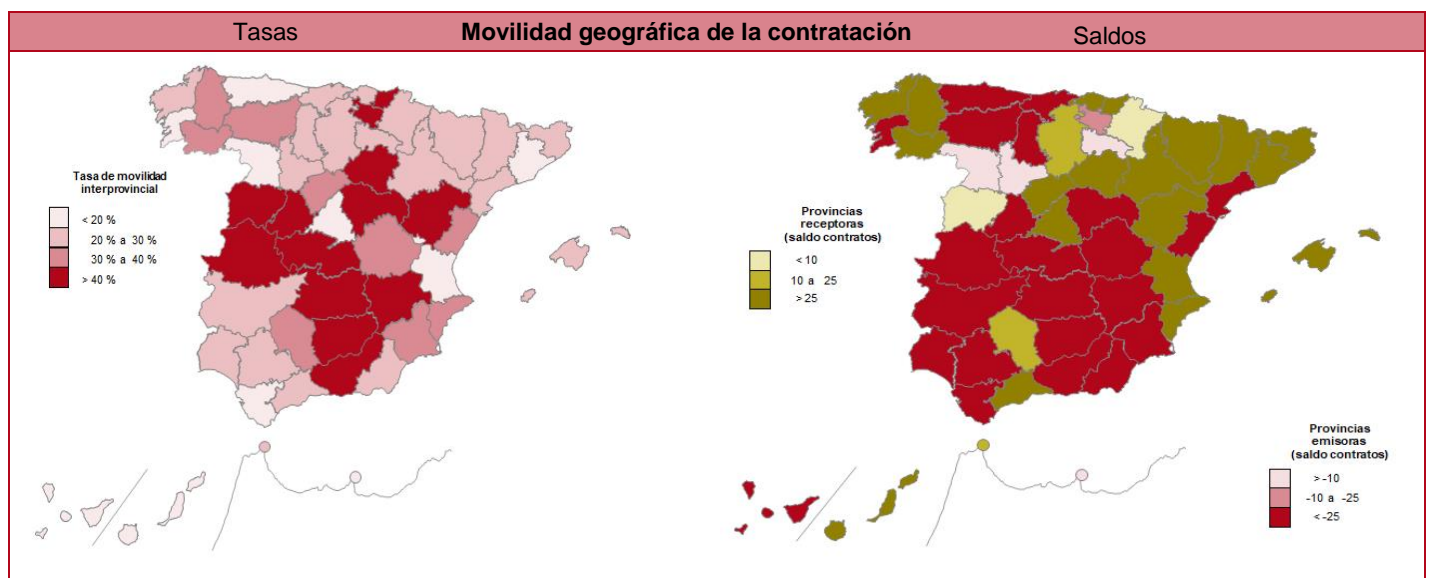 Tasas Movilidad geográfica de la contratación Saldos
Tasa de movilidad
interprovincial
< 20 %
20 % a 30 %
30 % a 40 %
> 40 %
Provincias
receptoras
(saldo contratos)
< 10
10 a 25
> 25
Provincias
emisoras
(saldo contratos)
> -10
-10 a -25
< -25